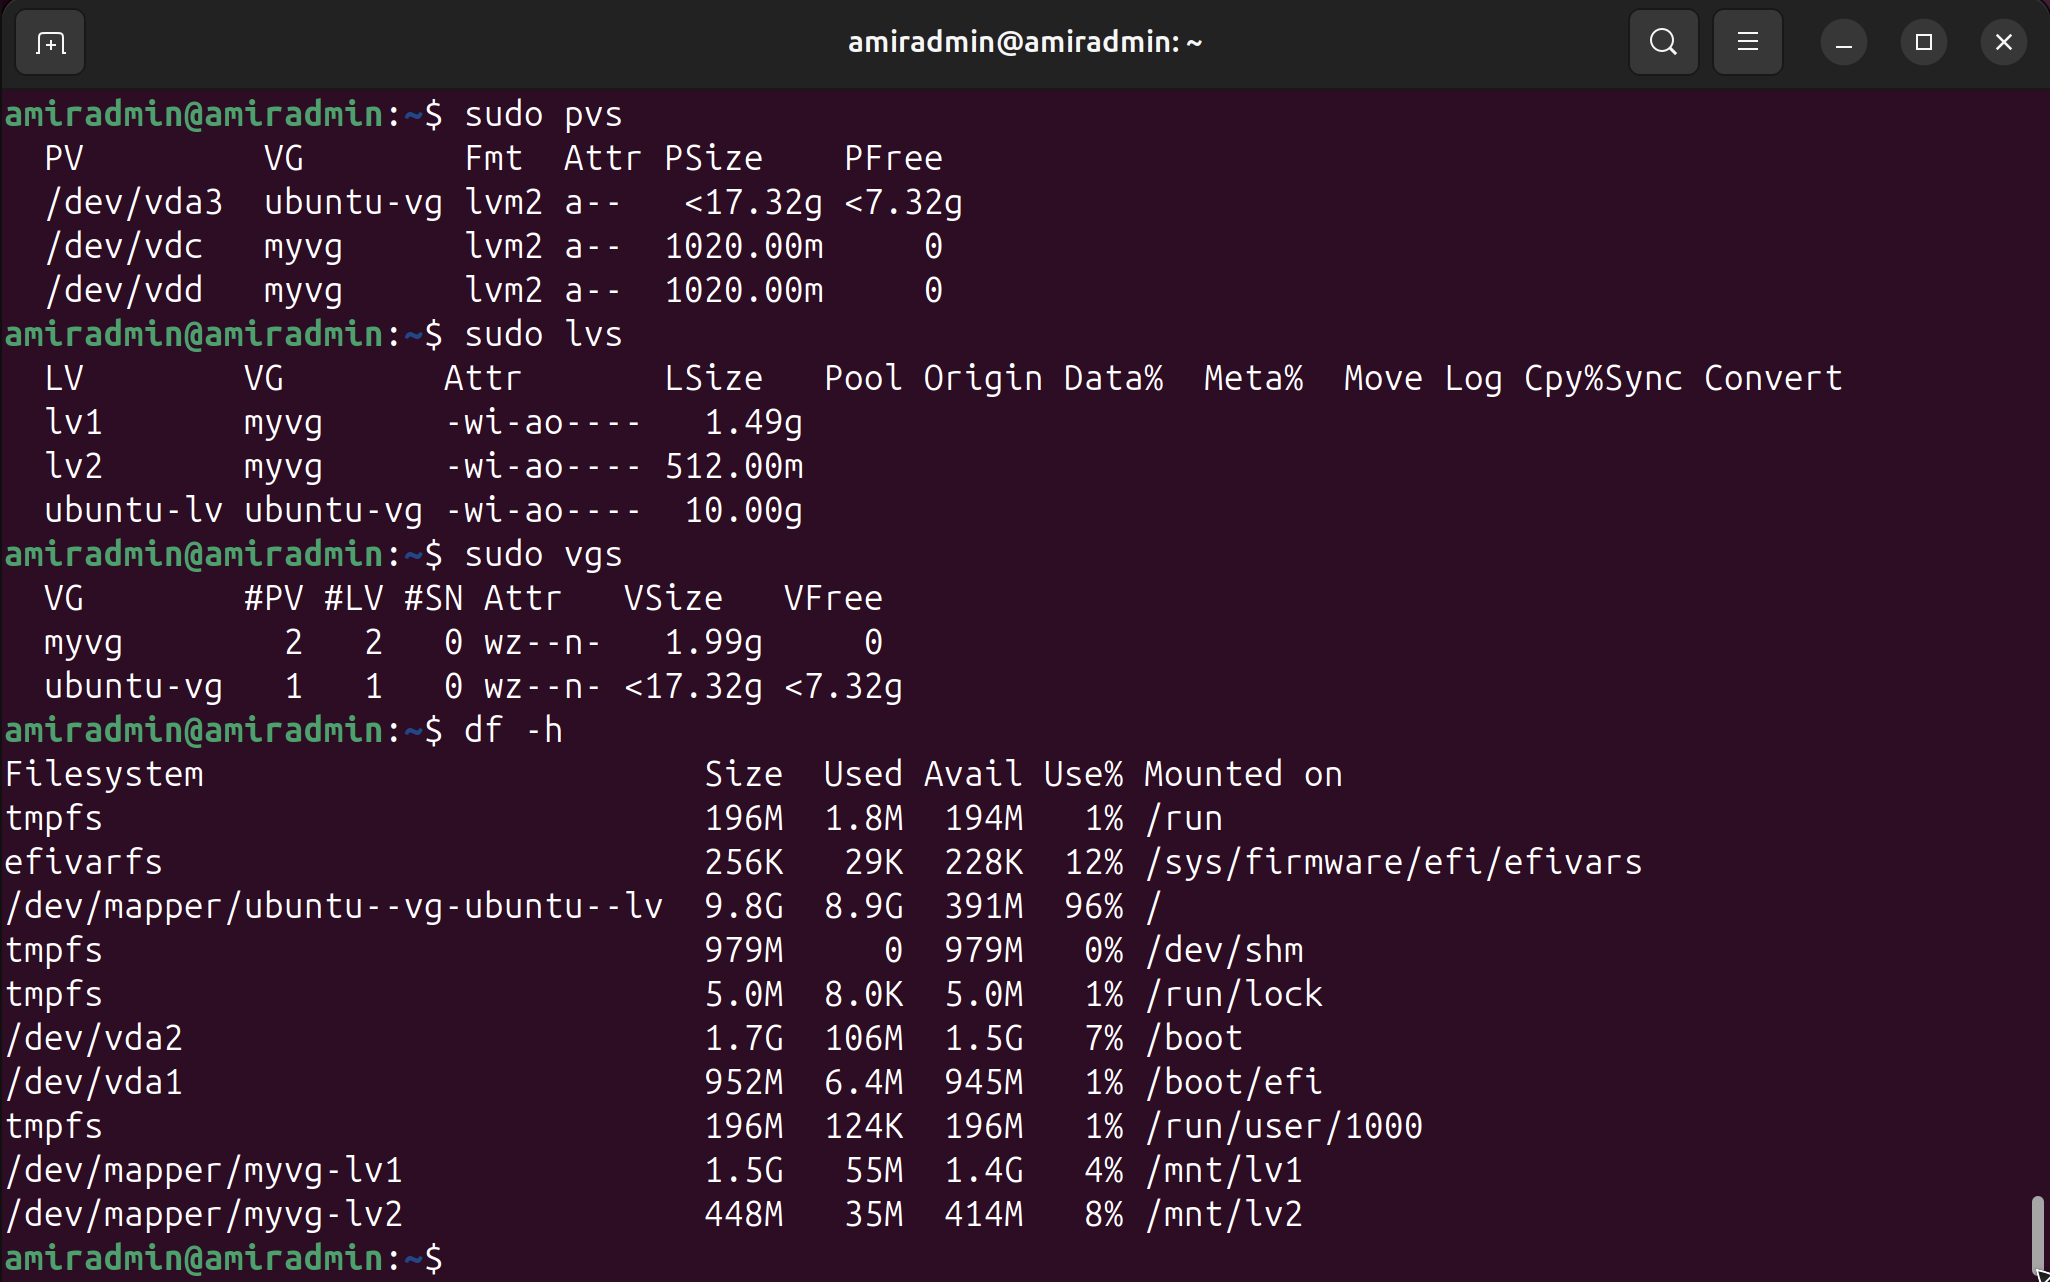 amiradmin@amiradmin: ~
amiradmin@amiradmin:~$ sudo pvs
  PV         VG        Fmt  Attr PSize    PFree
  /dev/vda3  ubuntu-vg lvm2 a--   <17.32g <7.32g
  /dev/vdc   myvg      lvm2 a--  1020.00m     0
  /dev/vdd   myvg      lvm2 a--  1020.00m     0
amiradmin@amiradmin:~$ sudo lvs
  LV        VG        Attr       LSize   Pool Origin Data%  Meta%  Move Log Cpy%Sync Convert
  lv1       myvg      -wi-ao----   1.49g
  lv2       myvg      -wi-ao---- 512.00m
  ubuntu-lv ubuntu-vg -wi-ao----  10.00g
amiradmin@amiradmin:~$ sudo vgs
  VG        #PV #LV #SN Attr   VSize   VFree
  myvg        2   2   0 wz--n-   1.99g     0
  ubuntu-vg   1   1   0 wz--n- <17.32g <7.32g
amiradmin@amiradmin:~$ df -h
Filesystem                         Size  Used Avail Use% Mounted on
tmpfs                              196M  1.8M  194M   1% /run
efivarfs                           256K   29K  228K  12% /sys/firmware/efi/efivars
/dev/mapper/ubuntu--vg-ubuntu--lv  9.8G  8.9G  391M  96% /
tmpfs                              979M     0  979M   0% /dev/shm
tmpfs                              5.0M  8.0K  5.0M   1% /run/lock
/dev/vda2                          1.7G  106M  1.5G   7% /boot
/dev/vda1                          952M  6.4M  945M   1% /boot/efi
tmpfs                              196M  124K  196M   1% /run/user/1000
/dev/mapper/myvg-lv1               1.5G   55M  1.4G   4% /mnt/lv1
/dev/mapper/myvg-lv2               448M   35M  414M   8% /mnt/lv2
amiradmin@amiradmin:~$